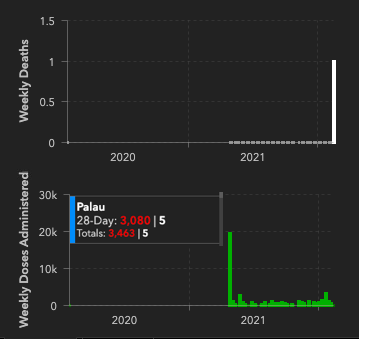 Weekly Deaths
1.5
1
0.5
0
2020
2021
Weekly Doses Administered
30k
20k
10k
0
Palau
28-Day: 3,080 | 5
Totals: 3,463 | 5
2020
2021